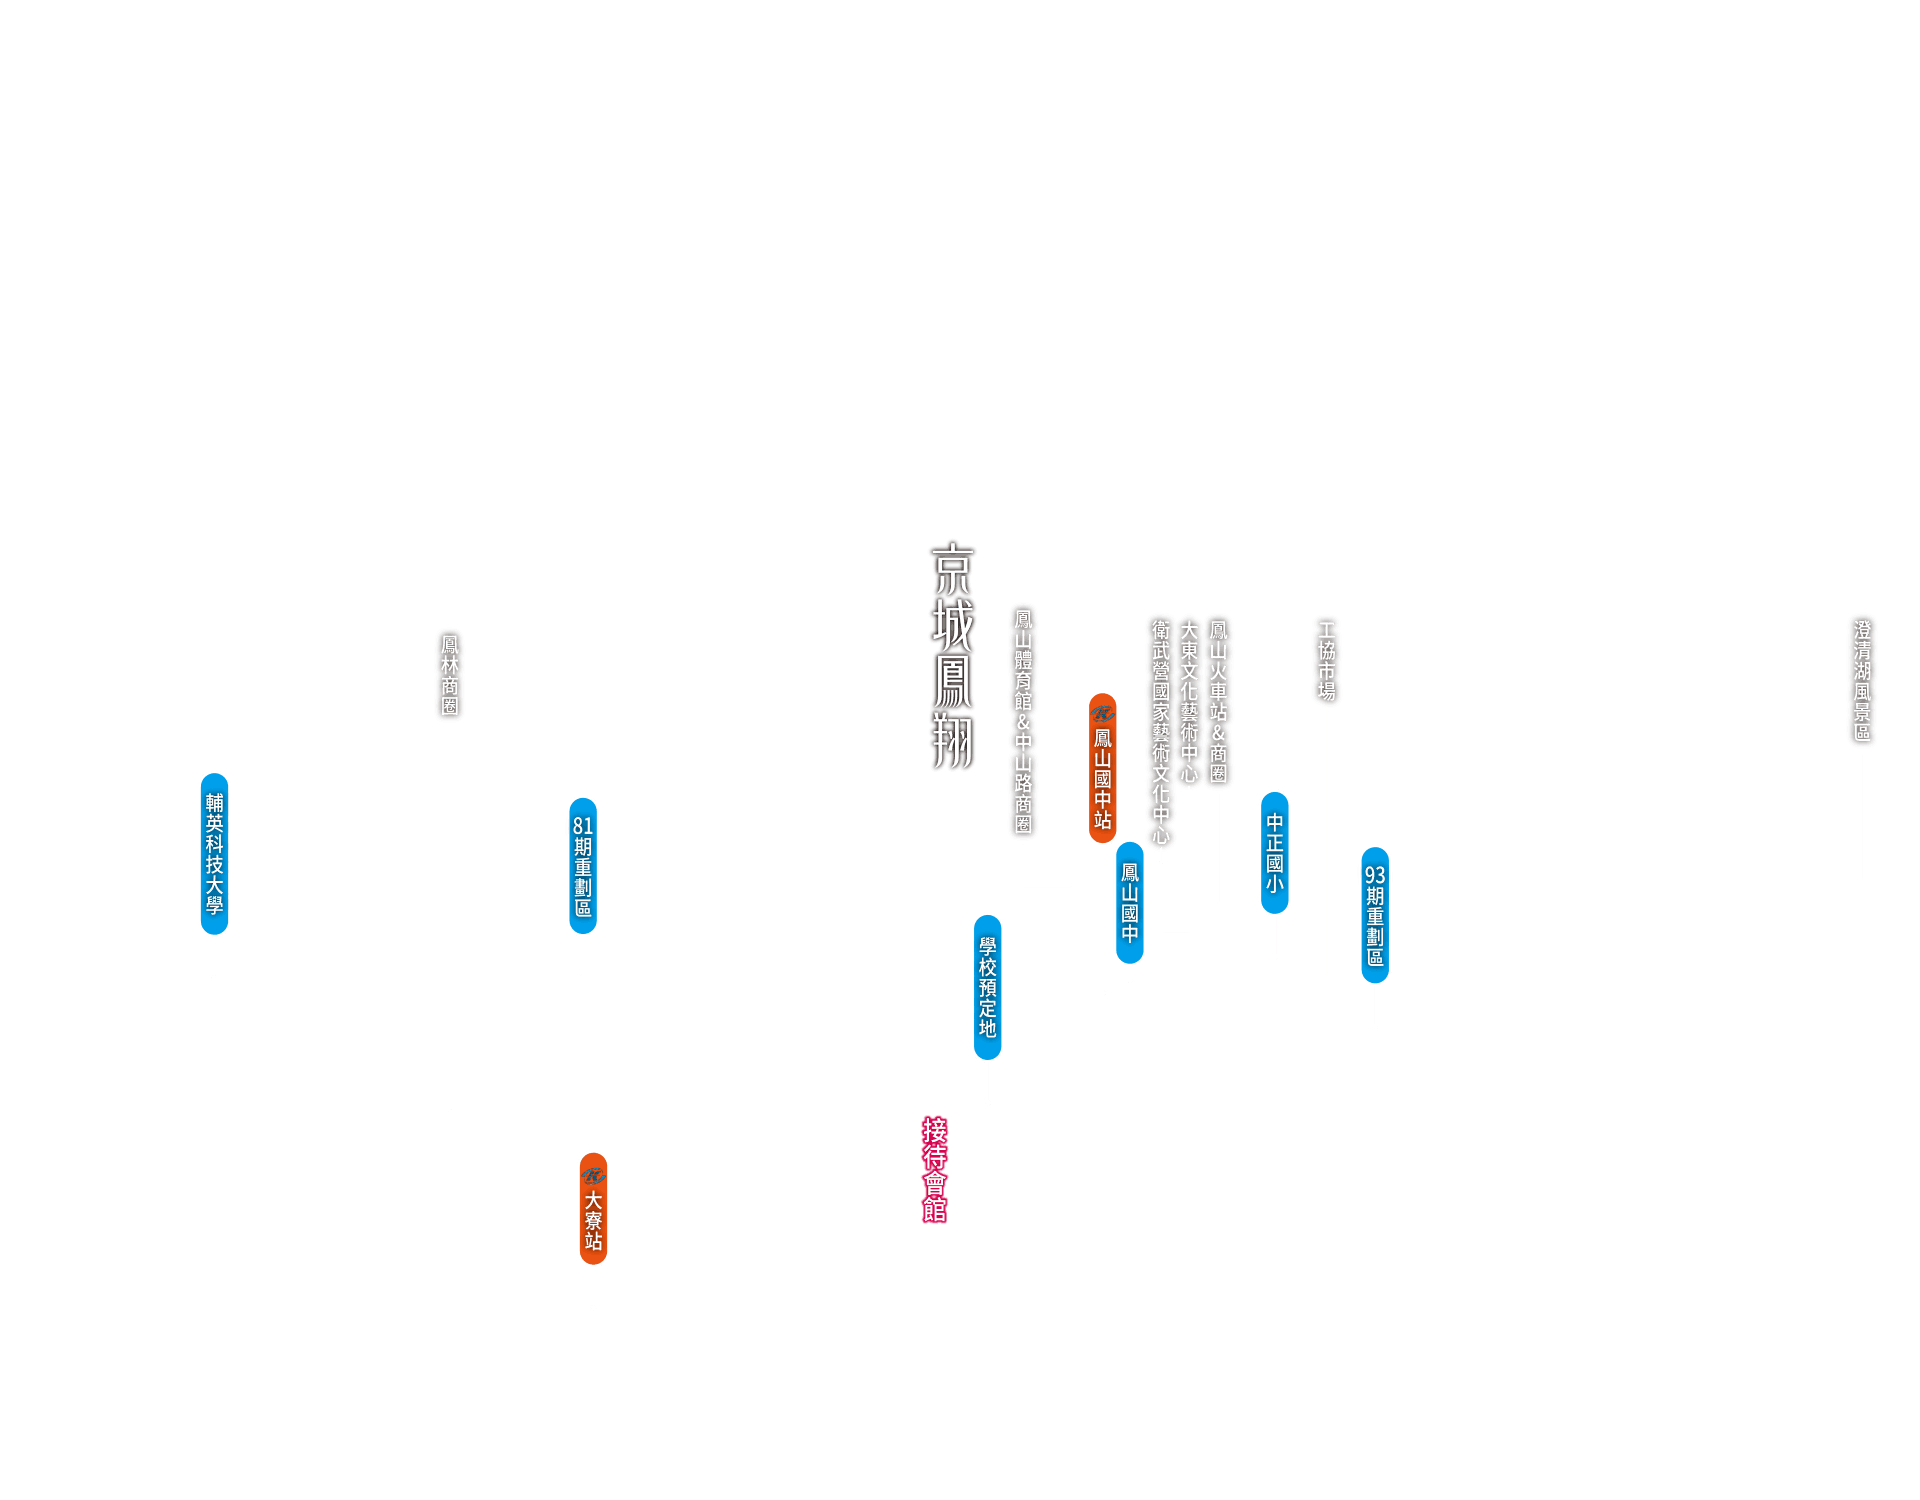 輔英科技大學
鳳林商圈
81期重劃區
大寮站
京城鳳翔
接待會館
學校預定地
鳳山體育館&中山路商圈
鳳山國中站
鳳山國中
衛武營國家藝術文化中心
大東文化藝術中心
鳳山火車站&商圈
中正國小
工協市場
93期重劃區
澄清湖風景區